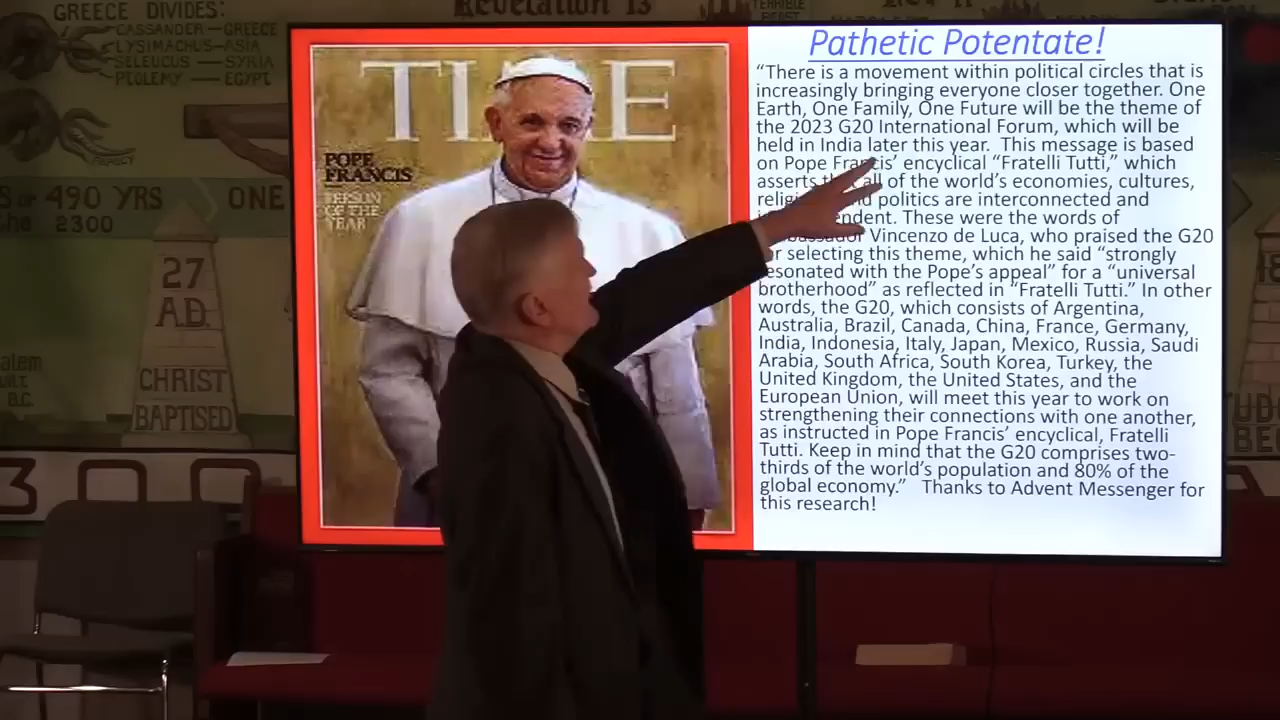 GREECE DIVIDES:
CASSANDER—GREECE
LYSIMACHUS—ASIA
SELEUCUS—SYRIA
PTOLEMY—EGYPT
Revelation 13
TERRIBLE
BEAST
490 YRS
ONE
2300
27
A.D.
CHRIST
BAPTISED
B.C.
TIME
POPE
FRANCIS
PERSON
OF THE
YEAR
Pathetic Potentate!
“There is a movement within political circles that is
increasingly bringing everyone closer together. One
Earth, One Family, One Future will be the theme of
the 2023 G20 International Forum, which will be
held in India later this year.  This message is based
on Pope Francis’ encyclical “Fratelli Tutti,” which
asserts all of the world’s economies, cultures,
politics are interconnected and
These were the words of
Vincenzo de Luca, who praised the G20
selecting this theme, which he said “strongly
resonated with the Pope’s appeal” for a “universal
brotherhood” as reflected in “Fratelli Tutti.” In other
words, the G20, which consists of Argentina,
Australia, Brazil, Canada, China, France, Germany,
India, Indonesia, Italy, Japan, Mexico, Russia, Saudi
Arabia, South Africa, South Korea, Turkey, the
United Kingdom, the United States, and the
European Union, will meet this year to work on
strengthening their connections with one another,
as instructed in Pope Francis’ encyclical, Fratelli
Tutti. Keep in mind that the G20 comprises two-
thirds of the world’s population and 80% of the
global economy.”   Thanks to Advent Messenger for
this research!